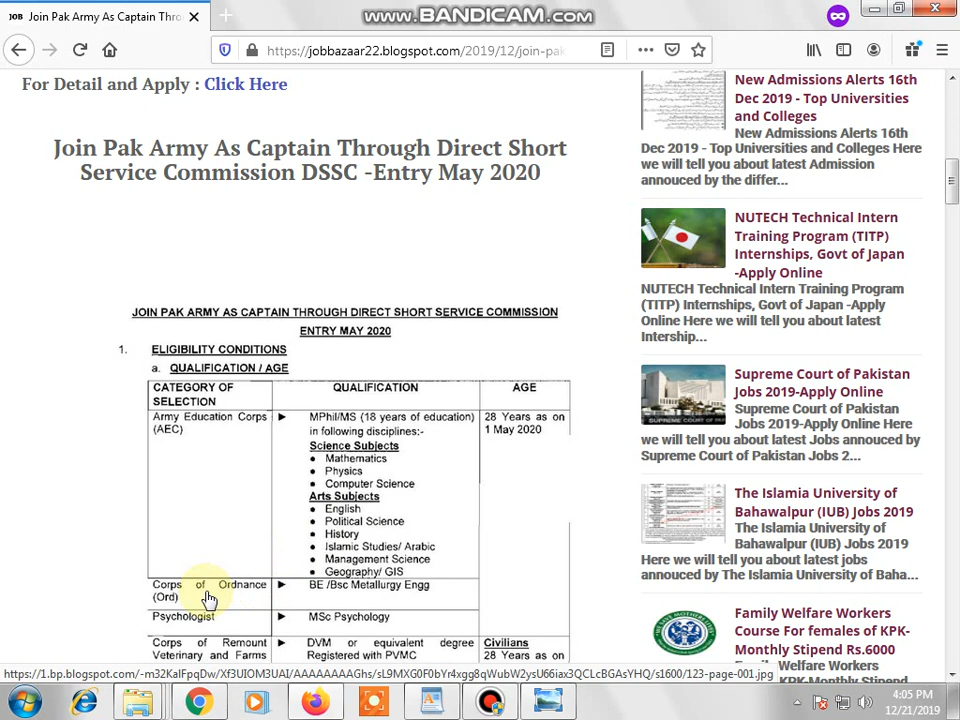 www.BANDICAM.com
JOB Join Pak Army As Captain Thro
https://jobbazaar22.blogspot.com/2019/12/join-pak
For Detail and Apply : Click Here
Join Pak Army As Captain Through Direct Short
Service Commission DSSC -Entry May 2020
JOIN PAK ARMY AS CAPTAIN THROUGH DIRECT SHORT SERVICE COMMISSION
ENTRY MAY 2020
1. ELIGIBILITY CONDITIONS
a. QUALIFICATION / AGE
CATEGORY OF SELECTION QUALIFICATION AGE
Army Education Corps (AEC)
MPhil/MS (18 years of education)
in following disciplines:-
Science Subjects
Mathematics
Physics
Computer Science
Arts Subjects
English
Political Science
History
Islamic Studies/ Arabic
Management Science
Geography/ GIS
28 Years as on
1 May 2020
Corps of Ordnance
(Ord)
BE /Bsc Metallurgy Engg
Psychologist
MSc Psychology
Corps of Remount
Veterinary and Farms
DVM or equivalent degree
Registered with PVMC
Civilians
28 Years as on
New Admissions Alerts 16th
Dec 2019 - Top Universities
and Colleges
New Admissions Alerts 16th
Dec 2019 - Top Universities and Colleges Here
we will tell you about latest Admission
annouced by the differ...
NUTECH Technical Intern
Training Program (TITP)
Internships, Govt of Japan
-Apply Online
NUTECH Technical Intern Training Program
(TITP) Internships, Govt of Japan -Apply
Online Here we will tell you about latest
Intership...
Supreme Court of Pakistan
Jobs 2019-Apply Online
Supreme Court of Pakistan
Jobs 2019-Apply Online Here
we will tell you about latest Jobs annouced by
Supreme Court of Pakistan Jobs 2...
SUPREME COURT OF
The Islamia University of
Bahawalpur (IUB) Jobs 2019
The Islamia University of
Bahawalpur (IUB) Jobs 2019
Here we will tell you about latest jobs
annouced by The Islamia University of Baha...
Family Welfare Workers
Course For females of KPK-
Monthly Stipend Rs.6000
Family Welfare Workers
Course For females of KPK-
Monthly Stipend
4:05 PM
12/21/2019